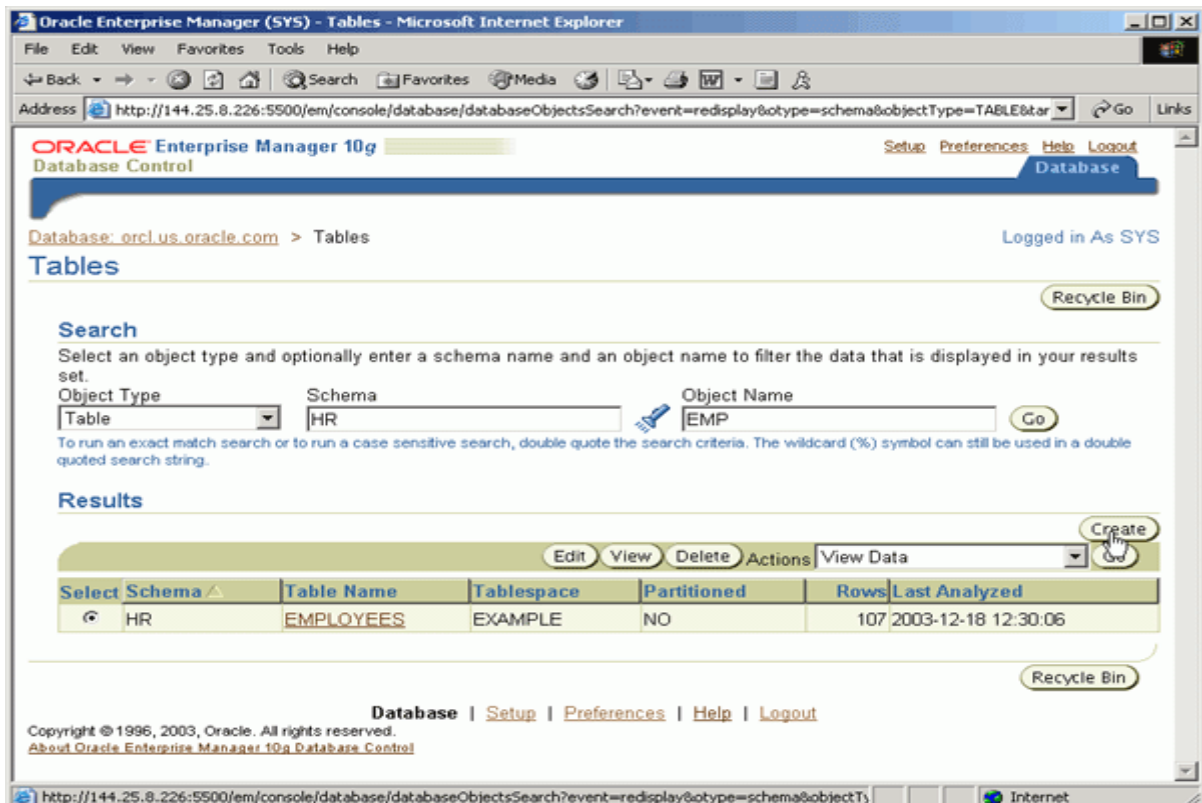 Oracle Enterprise Manager (SYS) - Tables - Microsoft Internet Explorer
File Edit View Favorites Tools Help
Back Search Favorites Media
Address http://144.25.8.226:5500/em/console/database/databaseObjectsSearch?event=redisplay&otype=schema&objectType=TABLE&tar Go Links
ORACLE Enterprise Manager 10g Setup Preferences Help Logout
Database Control Database
Database: orcl.us.oracle.com > Tables Logged in As SYS
Tables
Recycle Bin
Search
Select an object type and optionally enter a schema name and an object name to filter the data that is displayed in your results
set.
Object Type Schema Object Name
Table HR EMP Go
To run an exact match search or to run a case sensitive search, double quote the search criteria. The wildcard (%) symbol can still be used in a double
quoted search string.
Results
Create
Edit View Delete Actions View Data Go
Select Schema Table Name Tablespace Partitioned Rows Last Analyzed
HR EMPLOYEES EXAMPLE NO 107 2003-12-18 12:30:06
Recycle Bin
Database | Setup | Preferences | Help | Logout
Copyright © 1996, 2003, Oracle. All rights reserved.
About Oracle Enterprise Manager 10g Database Control
http://144.25.8.226:5500/em/console/database/databaseObjectsSearch?event=redisplay&otype=schema&objectTy Internet